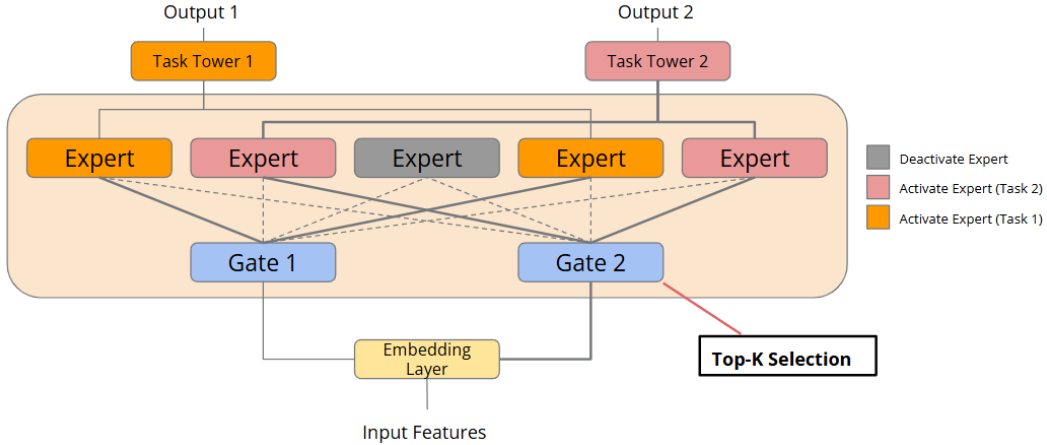 Output 1
Output 2
Task Tower 1
Task Tower 2
Expert
Expert
Expert
Expert
Expert
Deactivate Expert
Activate Expert (Task 2)
Activate Expert (Task 1)
Gate 1
Gate 2
Embedding
Layer
Top-K Selection
Input Features